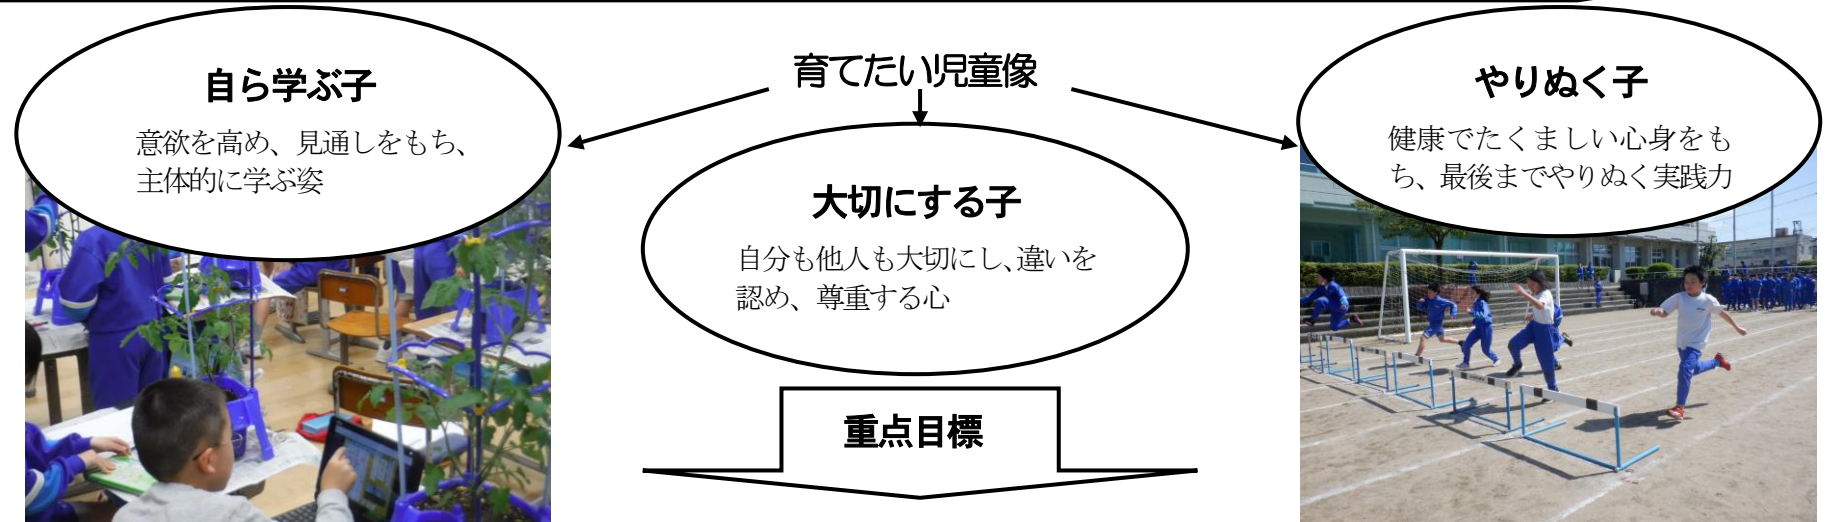 育てたい児童像
自ら学ぶ子
意欲を高め、見通しをもち、
主体的に学ぶ姿
大切にする子
自分も他人も大切にし、違いを
認め、尊重する心
やりぬく子
健康でたくましい心身をも
ち、最後までやりぬく実践力
重点目標